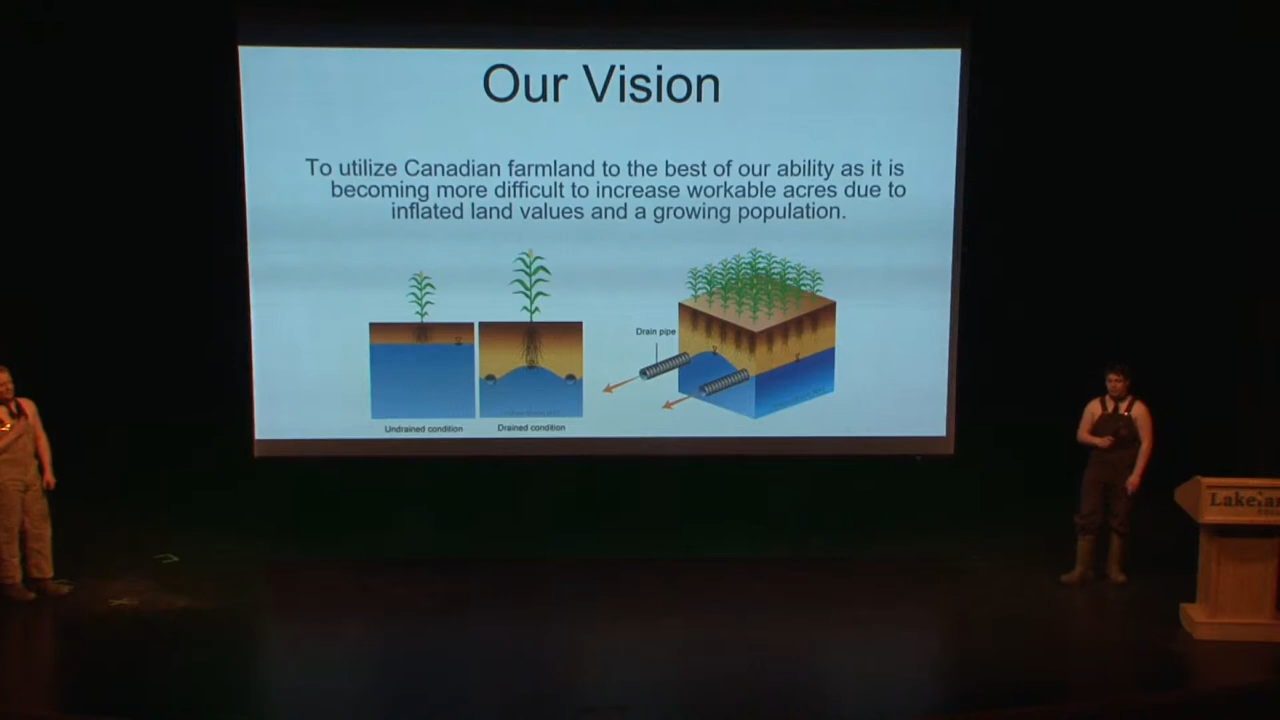 Our Vision
To utilize Canadian farmland to the best of our ability as it is
becoming more difficult to increase workable acres due to
inflated land values and a growing population.
Drain pipe
Undrained condition
Drained condition